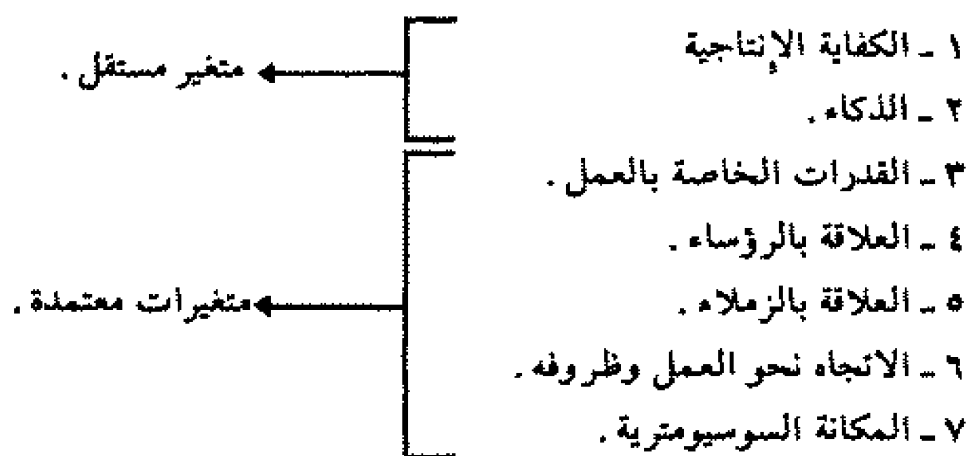 ١ - الكفاية الإنتاجية
متغير مستقل .
٢ - الذكاء .
٣ - القدرات الخاصة بالعمل .
٤ - العلاقة بالرؤساء .
٥ - العلاقة بالزملاء .
متغيرات معتمدة .
٦ - الاتجاه نحو العمل وظروفه .
٧ - المكانة السوسيومترية .